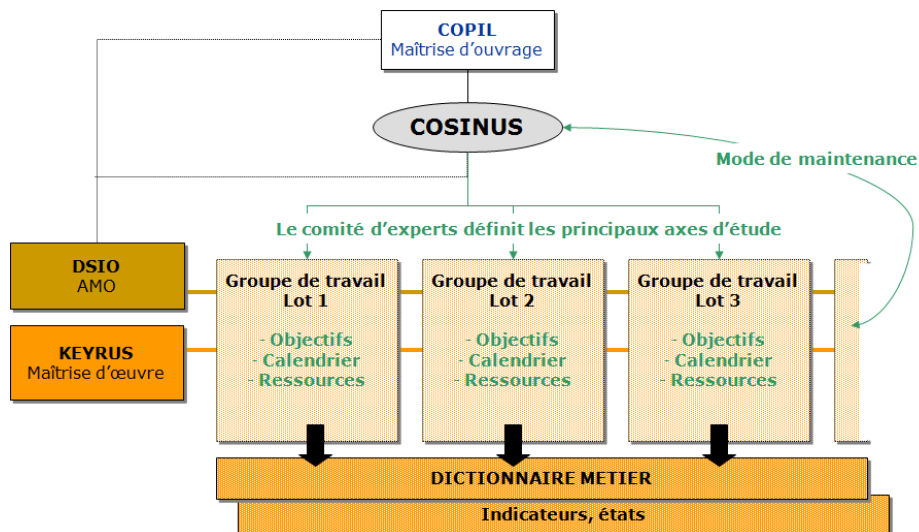 COPIL
Maîtrise d'ouvrage
COSINUS
Mode de maintenance
Le comité d'experts définit les principaux axes d'étude
DSIO
AMO
KEYRUS
Maîtrise d'œuvre
Groupe de travail
Lot 1
- Objectifs
- Calendrier
- Ressources
Groupe de travail
Lot 2
- Objectifs
- Calendrier
- Ressources
Groupe de travail
Lot 3
- Objectifs
- Calendrier
- Ressources
DICTIONNAIRE METIER
Indicateurs, états